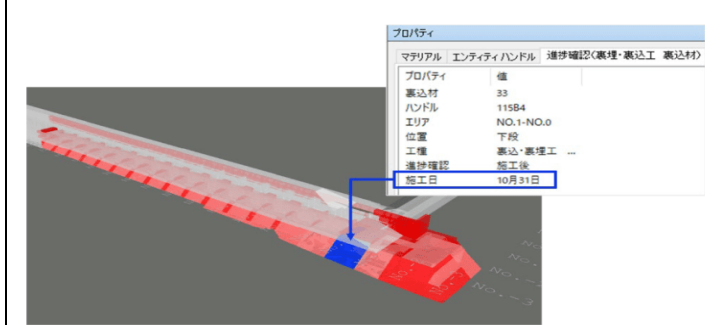 プロパティ
マテリアル エンティティ ハンドル 進捗確認(裏埋・裏込工 裏込材)
プロパティ 値
裏込材 33
ハンドル 115B4
エリア NO.1-NO.0
位置 下段
工種 裏込・裏埋工 ...
進捗確認 施工後
施工日 10月31日
No.-3